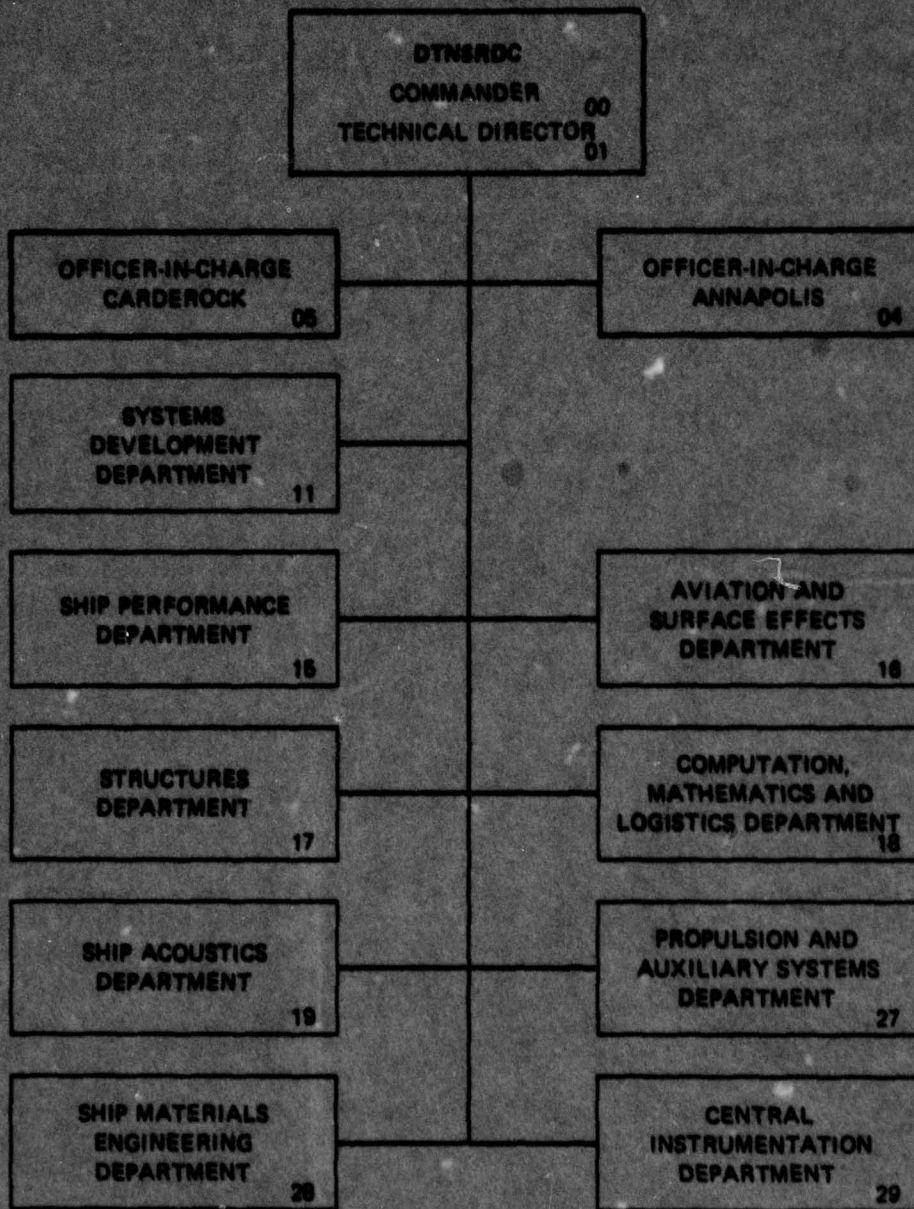 DTNSRDC
COMMANDER 00
TECHNICAL DIRECTOR 01
OFFICER-IN-CHARGE
CARDEROCK
05
OFFICER-IN-CHARGE
ANNAPOLIS
04
SYSTEMS
DEVELOPMENT
DEPARTMENT
11
SHIP PERFORMANCE
DEPARTMENT
15
AVIATION AND
SURFACE EFFECTS
DEPARTMENT
16
STRUCTURES
DEPARTMENT
17
COMPUTATION,
MATHEMATICS AND
LOGISTICS DEPARTMENT
18
SHIP ACOUSTICS
DEPARTMENT
19
PROPULSION AND
AUXILIARY SYSTEMS
DEPARTMENT
27
SHIP MATERIALS
ENGINEERING
DEPARTMENT
28
CENTRAL
INSTRUMENTATION
DEPARTMENT
29